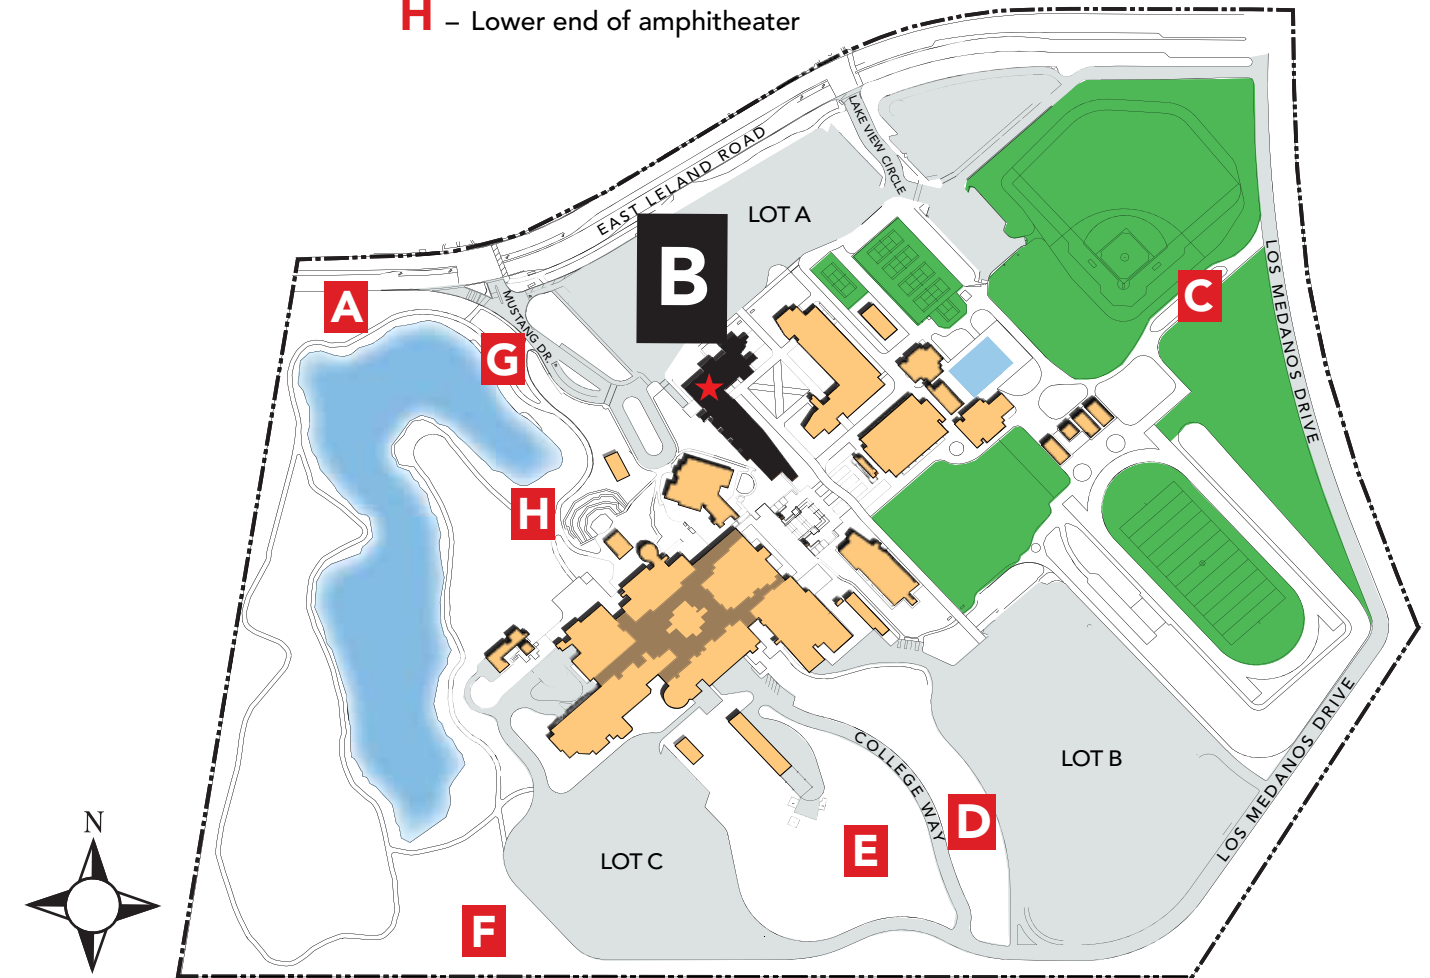 H – Lower end of amphitheater
EAST LELAND ROAD
LAKE VIEW CIRCLE
LOT A
B
A
MUSTANG DR.
G
C
LOS MEDANOS DRIVE
H
LOT B
COLLEGE WAY
LOS MEDANOS DRIVE
D
E
LOT C
N
F